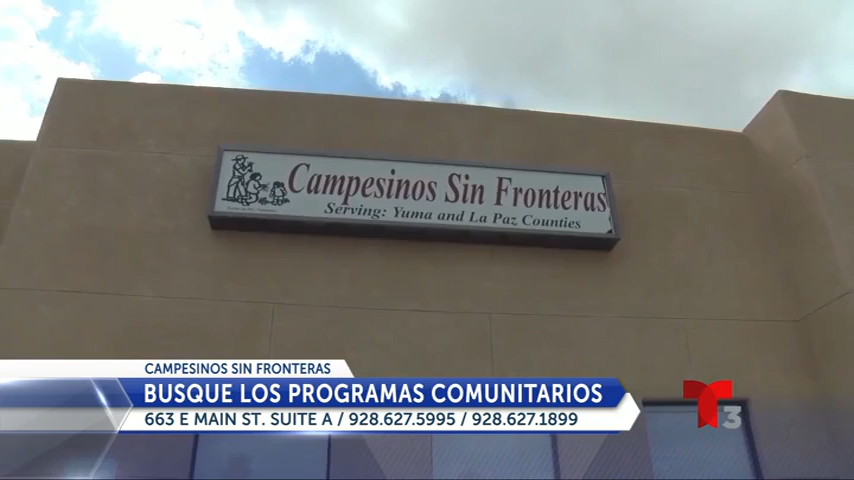 Campesinos Sin Fronteras
Serving: Yuma and La Paz Counties
CAMPESINOS SIN FRONTERAS
BUSQUE LOS PROGRAMAS COMUNITARIOS
663 E MAIN ST. SUITE A / 928.627.5995 / 928.627.1899
3